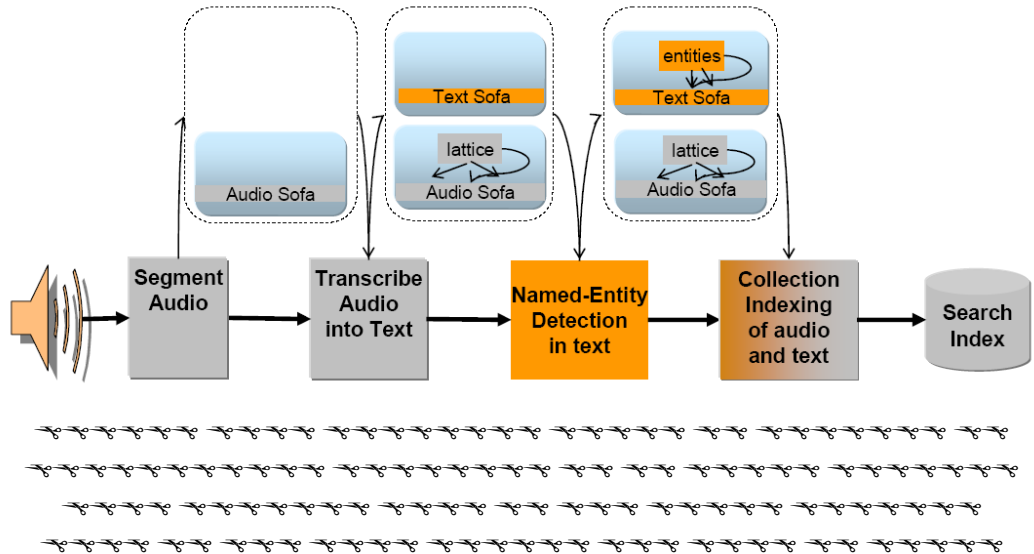 entities
Text Sofa
Text Sofa
lattice
lattice
Audio Sofa
Audio Sofa
Audio Sofa
Segment
Audio
Transcribe
Audio
into Text
Named-Entity
Detection
in text
Collection
Indexing
of audio
and text
Search
Index